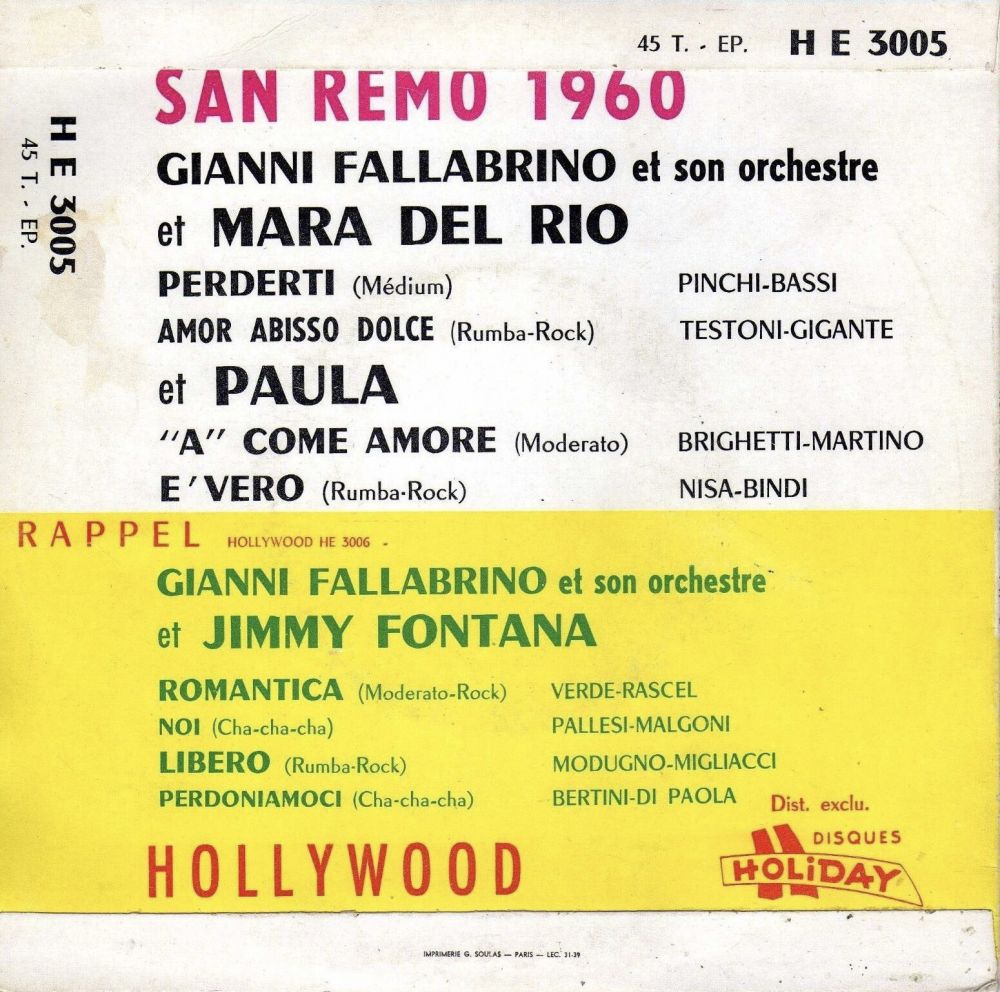 45 T. - EP. H E 3005
SAN REMO 1960
H E 3005
45 T. - EP.
GIANNI FALLABRINO et son orchestre
et MARA DEL RIO
PERDERTI (Médium) PINCHI-BASSI
AMOR ABISSO DOLCE (Rumba-Rock) TESTONI-GIGANTE
et PAULA
"A" COME AMORE (Moderato) BRIGHETTI-MARTINO
E'VERO (Rumba-Rock) NISA-BINDI
RAPPEL HOLLYWOOD HE 3006 -
GIANNI FALLABRINO et son orchestre
et JIMMY FONTANA
ROMANTICA (Moderato-Rock) VERDE-RASCEL
NOI (Cha-cha-cha) PALLESI-MALGONI
LIBERO (Rumba-Rock) MODUGNO-MIGLIACCI
PERDONIAMOCI (Cha-cha-cha) BERTINI-DI PAOLA
Dist. exclu.
DISQUES
HOLiDAY
HOLLYWOOD
IMPRIMERIE G. SOULAS — PARIS — LEC. 31-39